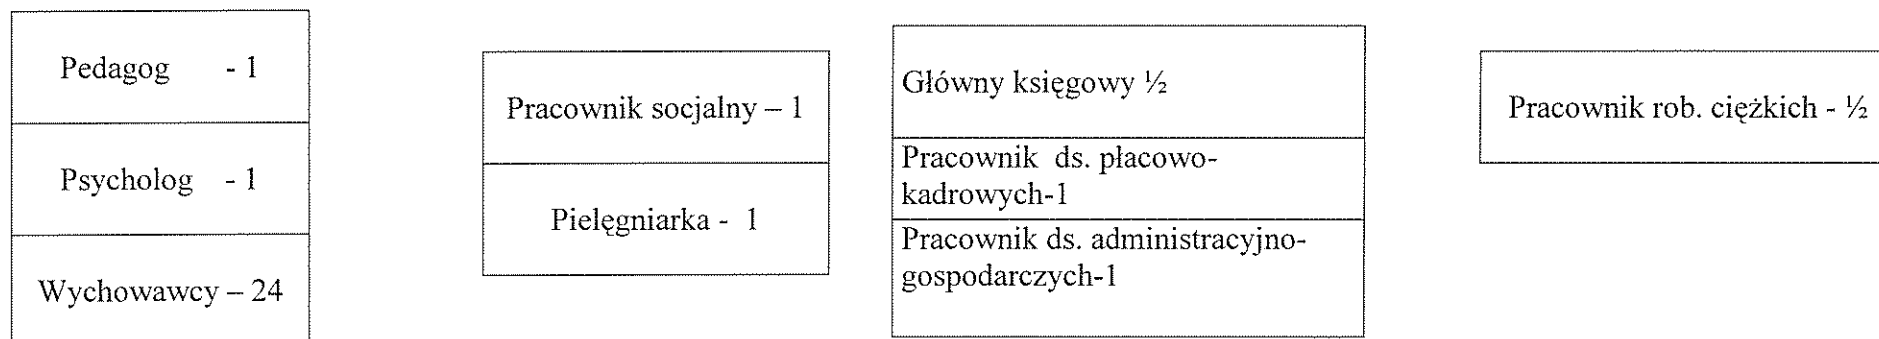 Pedagog - 1
Psycholog - 1
Wychowawcy – 24
Pracownik socjalny – 1
Pielęgniarka - 1
Główny księgowy ½
Pracownik ds. płacowo-
kadrowych-1
Pracownik ds. administracyjno-
gospodarczych-1
Pracownik rob. ciężkich - ½